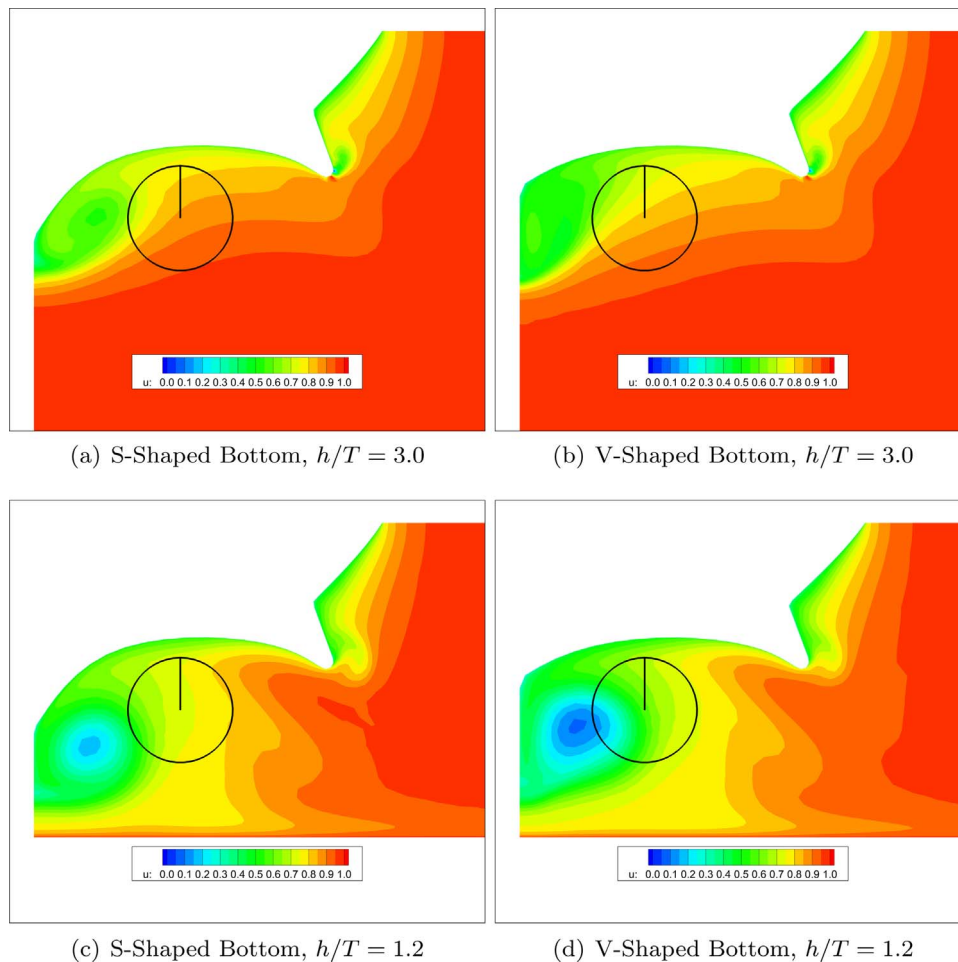 u: 0.0 0.1 0.2 0.3 0.4 0.5 0.6 0.7 0.8 0.9 1.0
u: 0.0 0.1 0.2 0.3 0.4 0.5 0.6 0.7 0.8 0.9 1.0
(a) S-Shaped Bottom, h/T = 3.0
(b) V-Shaped Bottom, h/T = 3.0
u: 0.0 0.1 0.2 0.3 0.4 0.5 0.6 0.7 0.8 0.9 1.0
u: 0.0 0.1 0.2 0.3 0.4 0.5 0.6 0.7 0.8 0.9 1.0
(c) S-Shaped Bottom, h/T = 1.2
(d) V-Shaped Bottom, h/T = 1.2